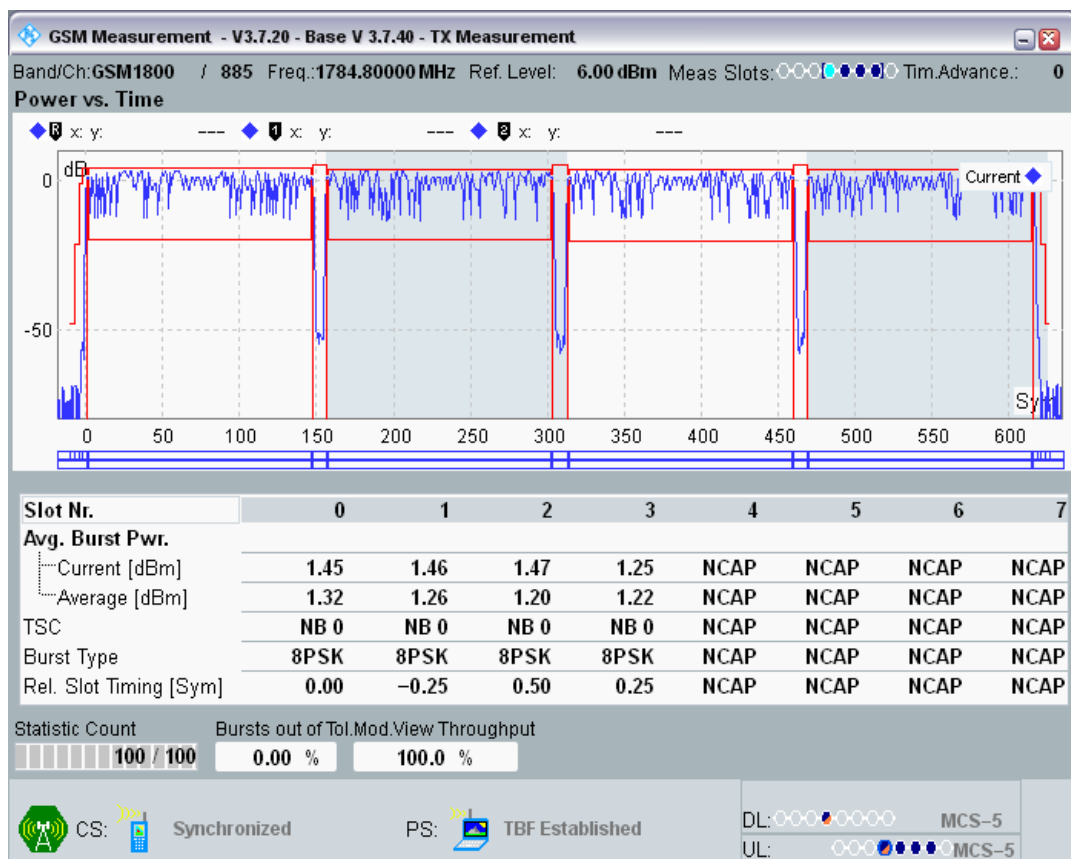 GSM Measurement - V3.7.20 - Base V 3.7.40 - TX Measurement
Band/Ch:GSM1800 / 885 Freq.:1784.80000 MHz Ref. Level: 6.00 dBm Meas Slots: Tim.Advance.: 0
Power vs. Time
R x: y: --- 1 x: y: --- 2 x: y: ---
dB
Current
0
-50
Sym
0 50 100 150 200 250 300 350 400 450 500 550 600
Slot Nr. 0 1 2 3 4 5 6 7
Avg. Burst Pwr.
Current [dBm] 1.45 1.46 1.47 1.25 NCAP NCAP NCAP NCAP
Average [dBm] 1.32 1.26 1.20 1.22 NCAP NCAP NCAP NCAP
TSC NB 0 NB 0 NB 0 NB 0 NCAP NCAP NCAP NCAP
Burst Type 8PSK 8PSK 8PSK 8PSK NCAP NCAP NCAP NCAP
Rel. Slot Timing [Sym] 0.00 −0.25 0.50 0.25 NCAP NCAP NCAP NCAP
Statistic Count Bursts out of Tol.Mod.View Throughput
100 / 100 0.00 % 100.0 %
CS: Synchronized PS: TBF Established
DL: MCS−5
UL: MCS−5